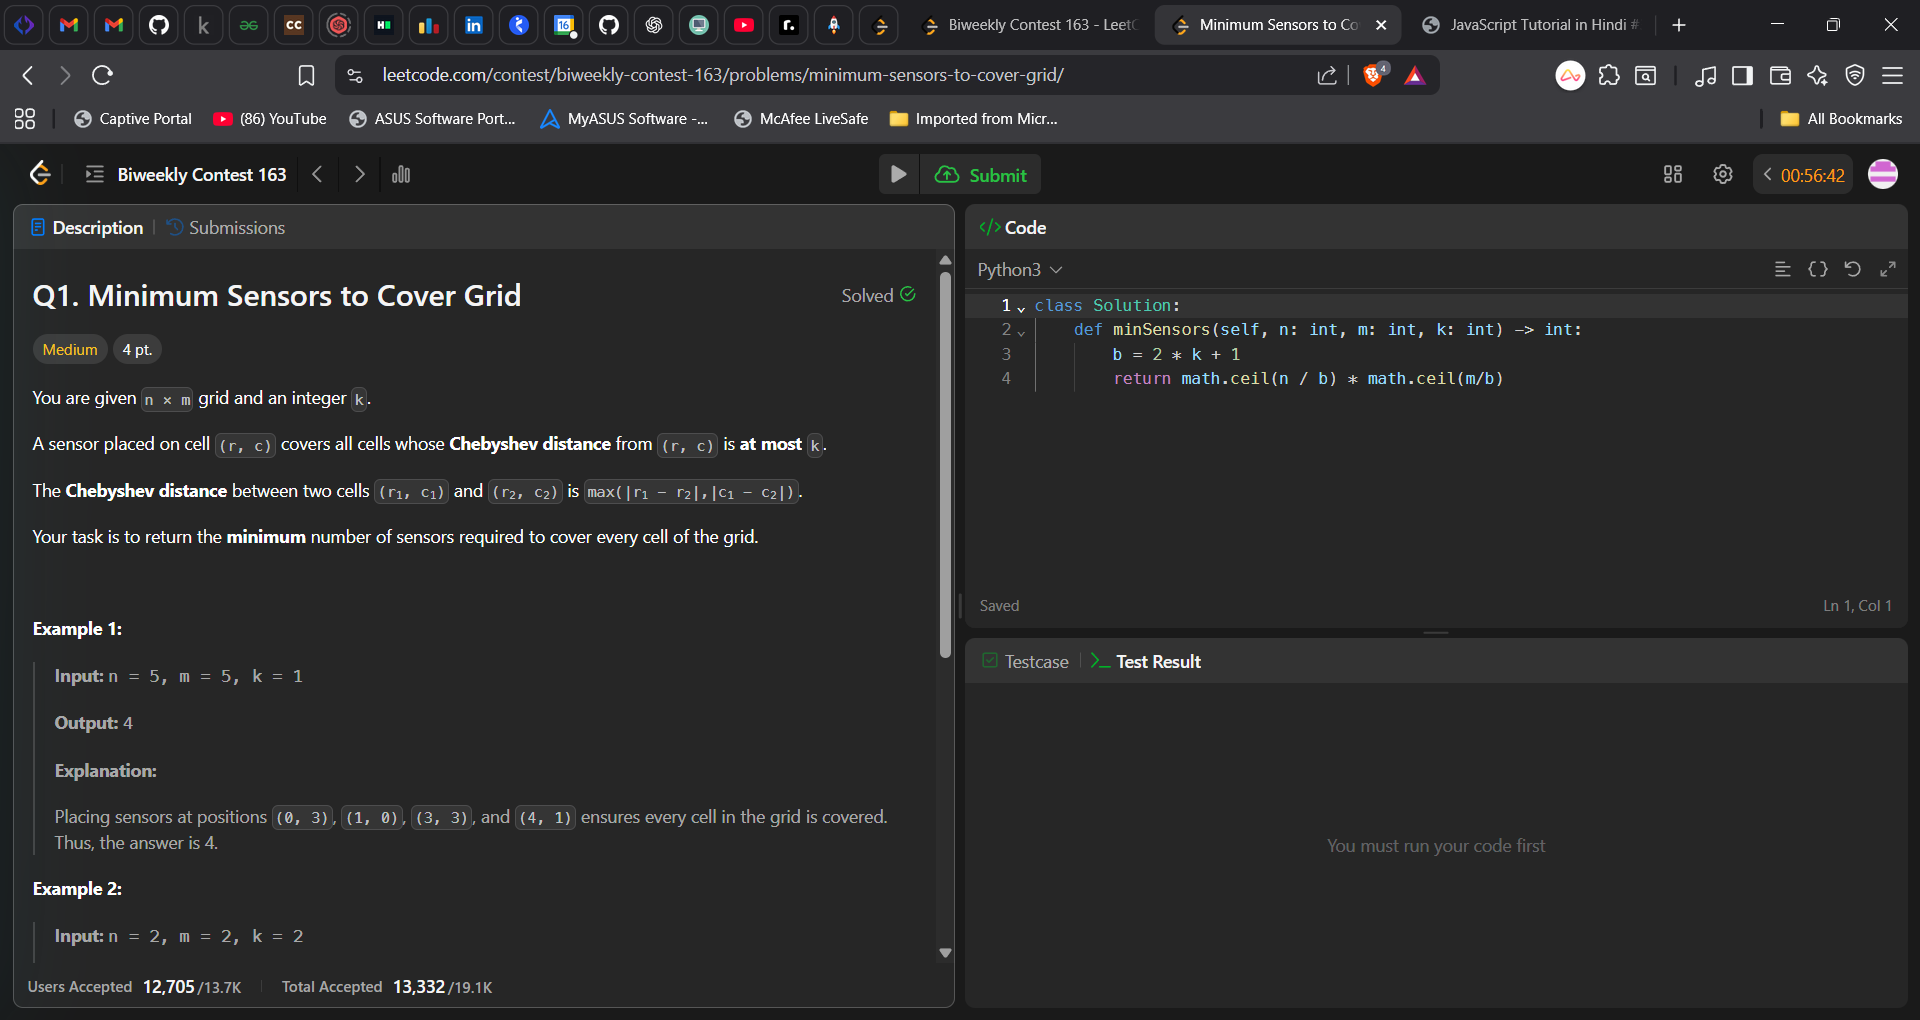 Biweekly Contest 163 - LeetC
Minimum Sensors to Co
JavaScript Tutorial in Hindi #
leetcode.com/contest/biweekly-contest-163/problems/minimum-sensors-to-cover-grid/
4
Captive Portal
(86) YouTube
ASUS Software Port...
MyASUS Software -...
McAfee LiveSafe
Imported from Micr...
All Bookmarks
Biweekly Contest 163
Submit
00:56:42
Description
Submissions
Q1. Minimum Sensors to Cover Grid
Solved
Medium
4 pt.
You are given n × m grid and an integer k.
A sensor placed on cell (r, c) covers all cells whose Chebyshev distance from (r, c) is at most k.
The Chebyshev distance between two cells (r₁, c₁) and (r₂, c₂) is max(|r₁ − r₂|,|c₁ − c₂|).
Your task is to return the minimum number of sensors required to cover every cell of the grid.
Example 1:
Input: n = 5, m = 5, k = 1
Output: 4
Explanation:
Placing sensors at positions (0, 3), (1, 0), (3, 3), and (4, 1) ensures every cell in the grid is covered.
Thus, the answer is 4.
Example 2:
Input: n = 2, m = 2, k = 2
Users Accepted 12,705/13.7K
Total Accepted 13,332/19.1K
</> Code
Python3
1 class Solution:
2 def minSensors(self, n: int, m: int, k: int) -> int:
3 b = 2 * k + 1
4 return math.ceil(n / b) * math.ceil(m/b)
Saved
Ln 1, Col 1
Testcase
Test Result
You must run your code first